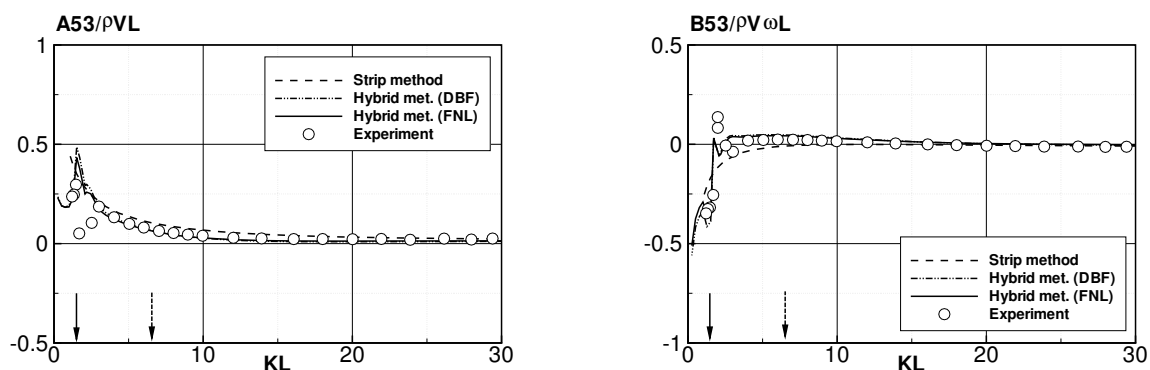 A53/ρVL
1
0.5
0
-0.5
0
10
20
30
KL
Strip method
Hybrid met. (DBF)
Hybrid met. (FNL)
Experiment
B53/ρVωL
0.5
0
-0.5
-1
0
10
20
30
KL
Strip method
Hybrid met. (DBF)
Hybrid met. (FNL)
Experiment